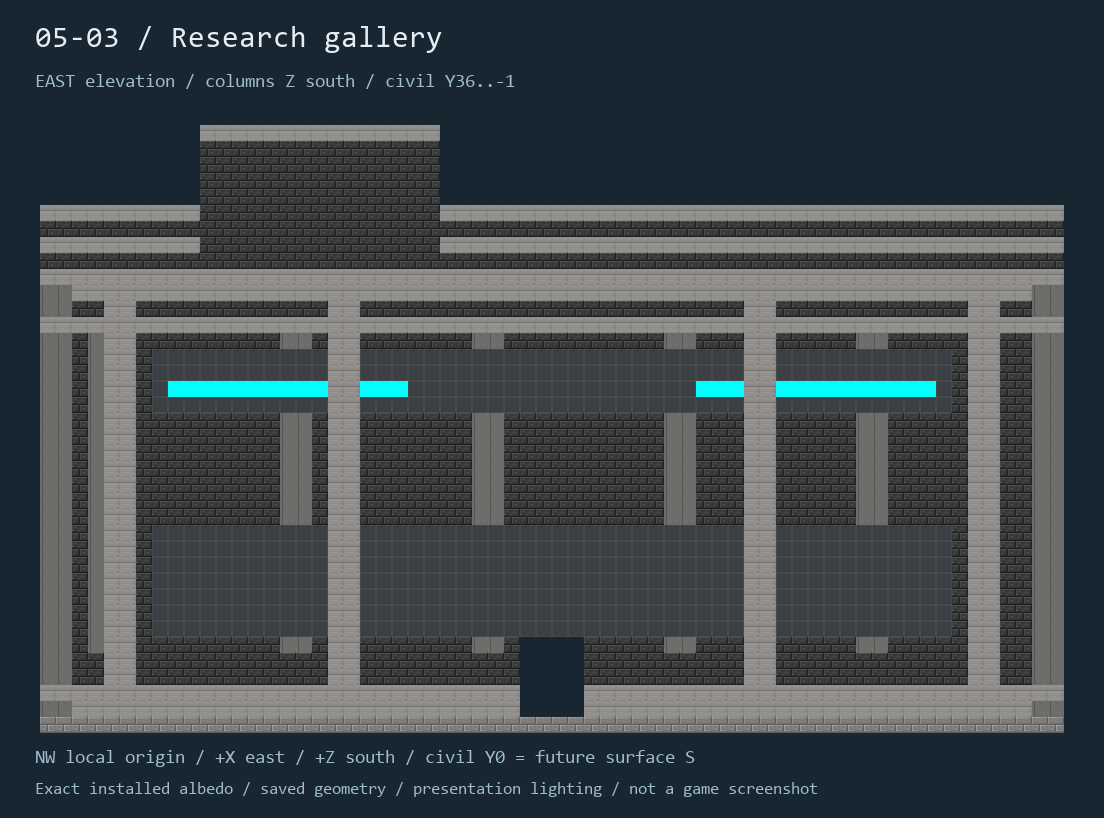 05-03 / Research gallery
EAST elevation / columns Z south / civil Y36..-1
NW local origin / +X east / +Z south / civil Y0 = future surface S
Exact installed albedo / saved geometry / presentation lighting / not a game screenshot